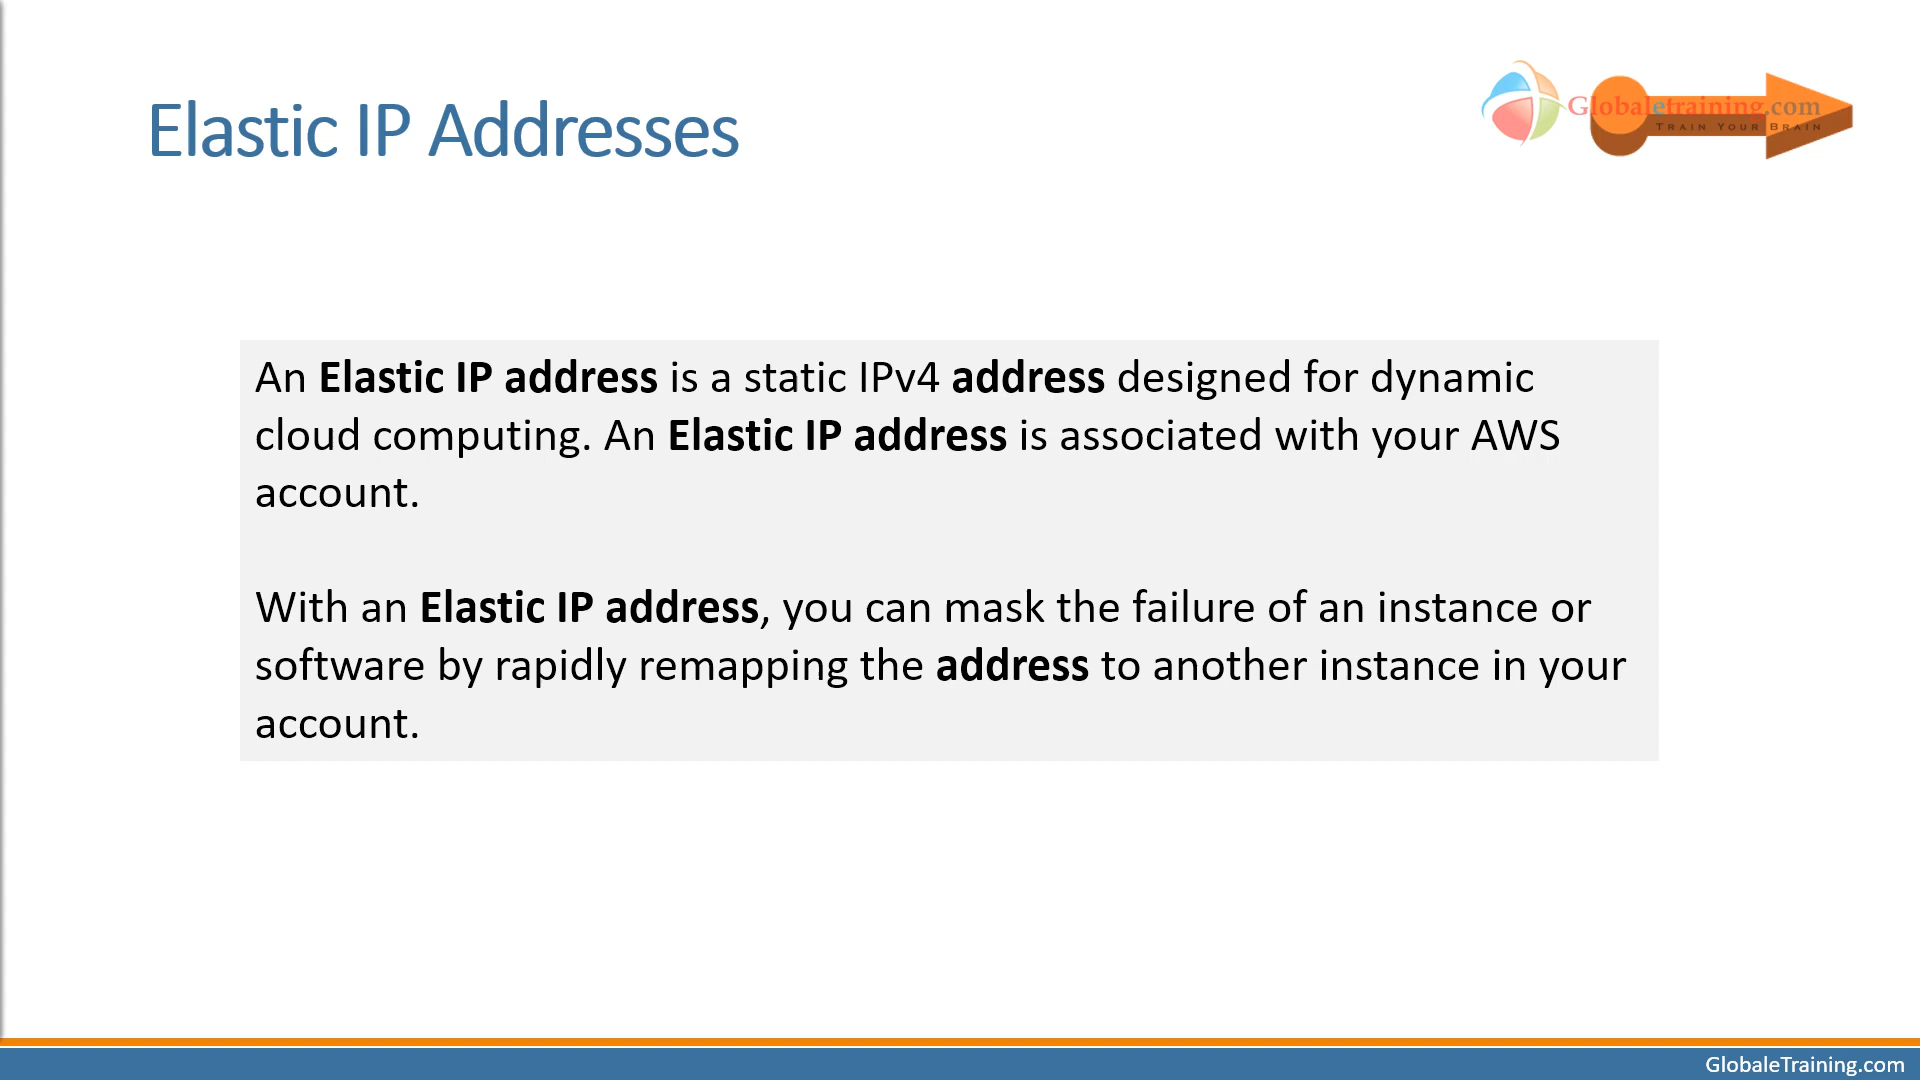 Elastic IP Addresses
Globaletraining.com
Train Your Brain
An Elastic IP address is a static IPv4 address designed for dynamic
cloud computing. An Elastic IP address is associated with your AWS
account.
With an Elastic IP address, you can mask the failure of an instance or
software by rapidly remapping the address to another instance in your
account.
GlobaleTraining.com